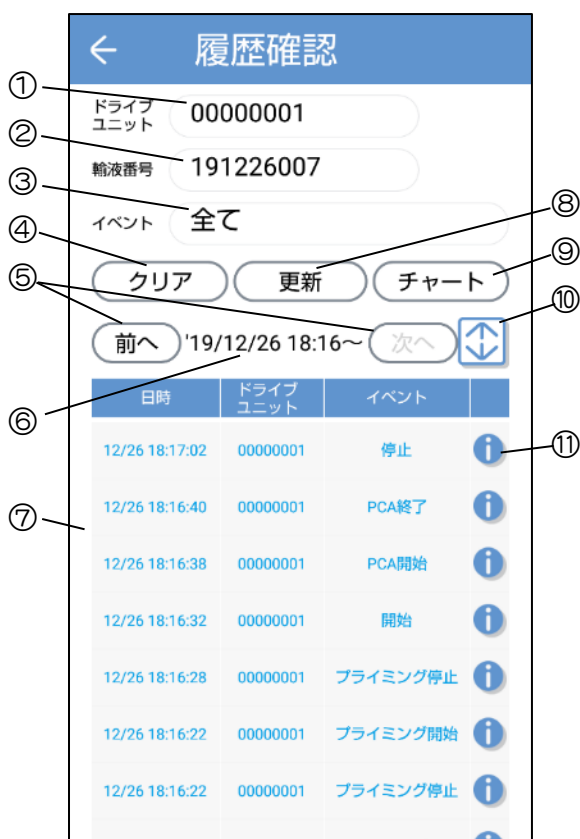 履歴確認
① ドライブ
ユニット 00000001
② 輸液番号 191226007
③ イベント 全て
④ クリア 更新 ⑧ チャート ⑨
⑤ 前へ '19/12/26 18:16～ 次へ ⑩
⑥ 日時 ドライブ
ユニット イベント
12/26 18:17:02 00000001 停止 ⑪
⑦ 12/26 18:16:40 00000001 PCA終了
12/26 18:16:38 00000001 PCA開始
12/26 18:16:32 00000001 開始
12/26 18:16:28 00000001 プライミング停止
12/26 18:16:22 00000001 プライミング開始
12/26 18:16:22 00000001 プライミング停止